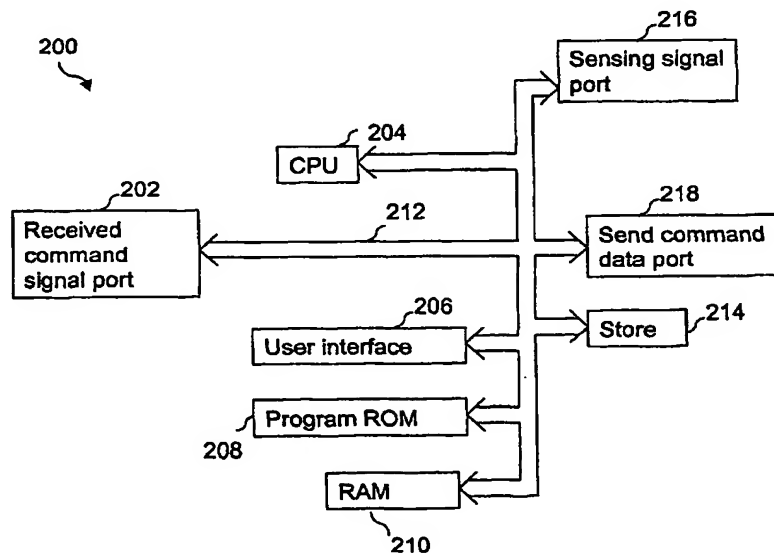 216
200
Sensing signal
port
204
CPU
202
218
Received
command
signal port
212
Send command
data port
206
214
Store
User interface
Program ROM
208
RAM
210